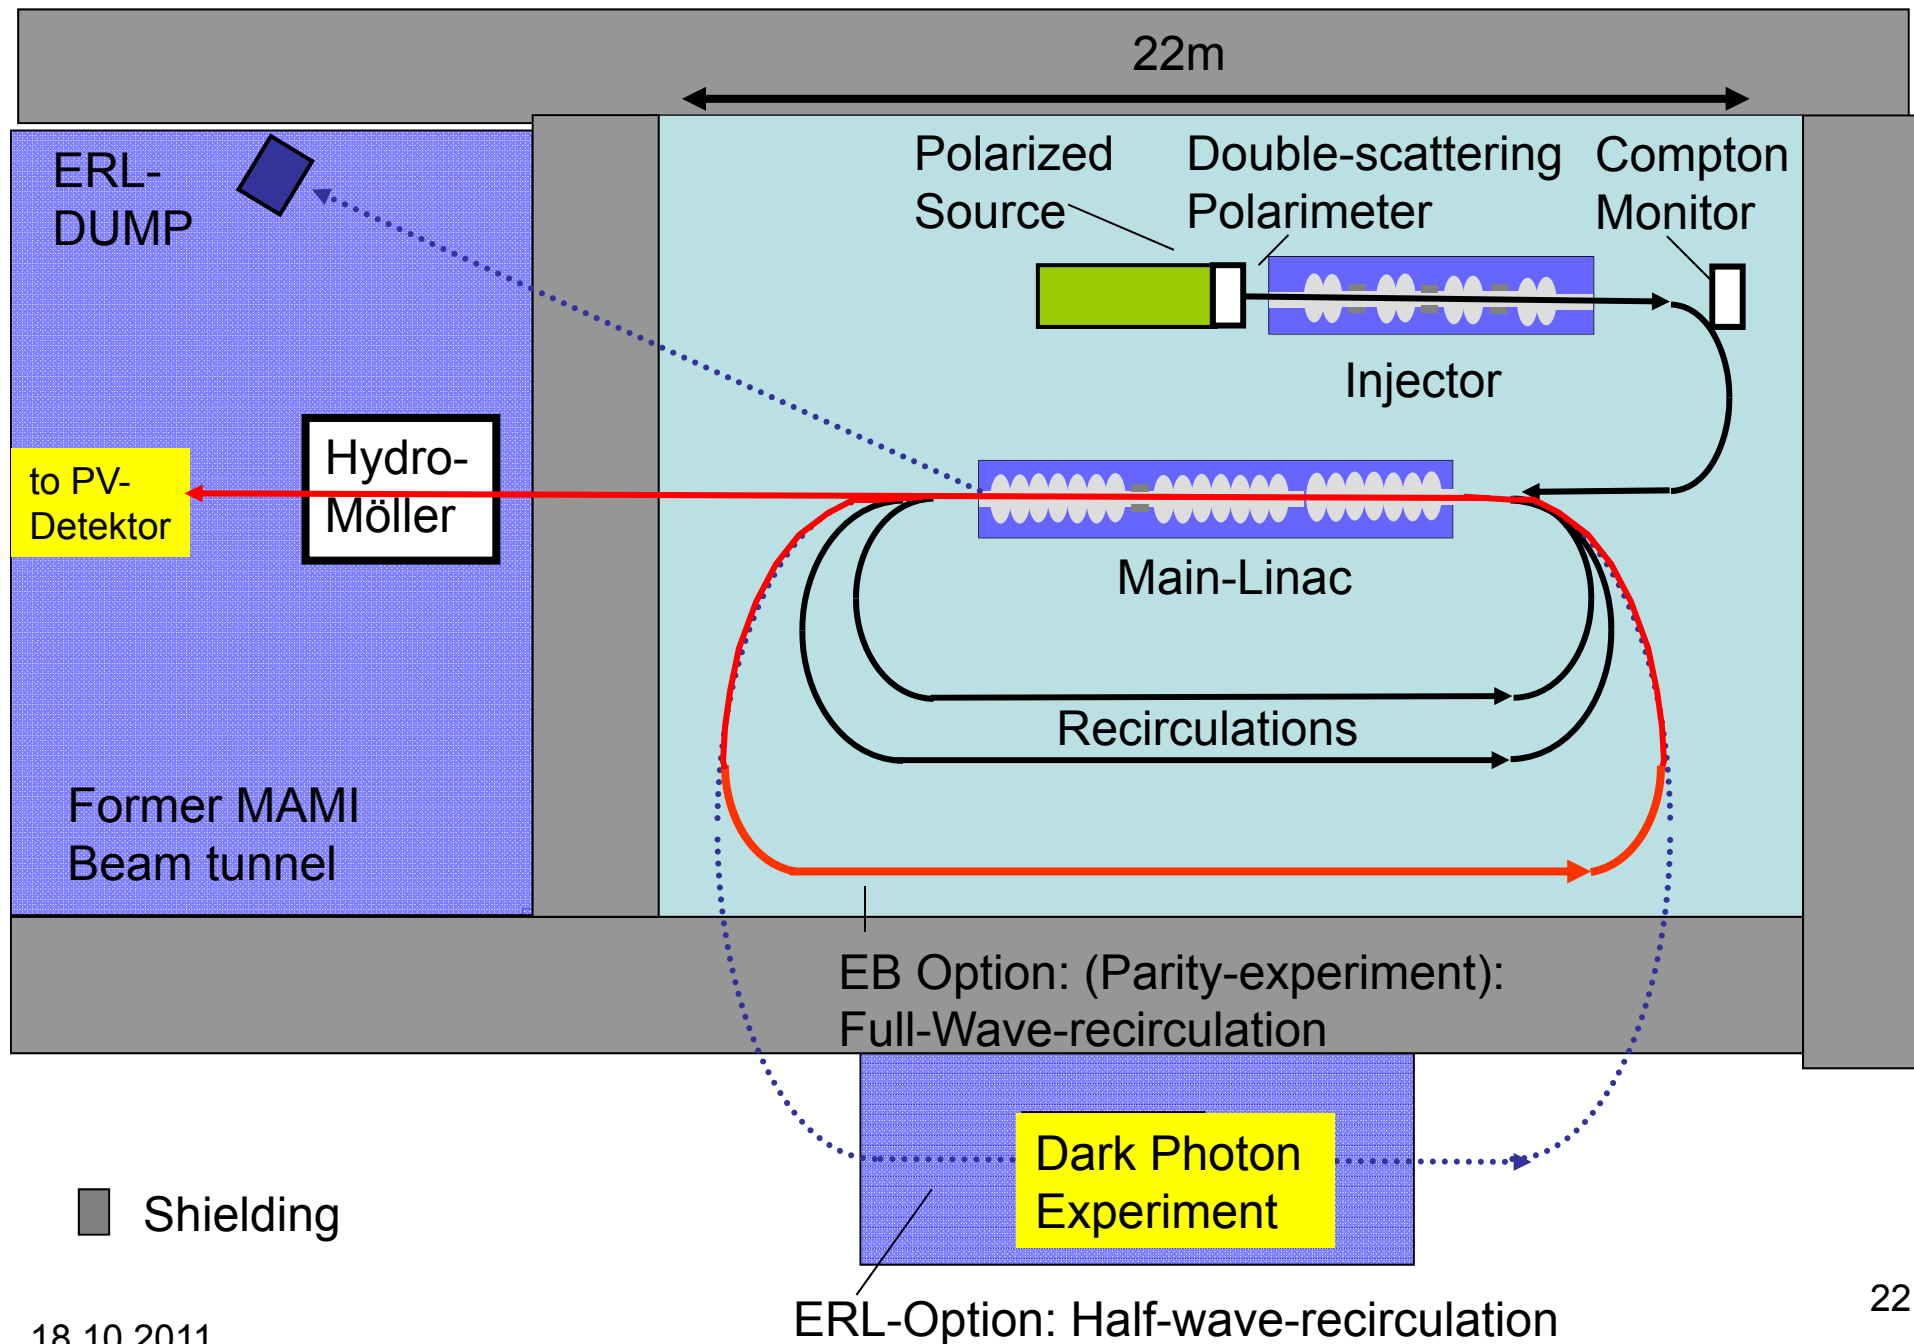 22m
ERL-
DUMP
Polarized
Source
Double-scattering
Polarimeter
Compton
Monitor
Injector
to PV-
Detektor
Hydro-
Möller
Main-Linac
Recirculations
Former MAMI
Beam tunnel
EB Option: (Parity-experiment):
Full-Wave-recirculation
Dark Photon
Experiment
Shielding
ERL-Option: Half-wave-recirculation
22
18.10.2011